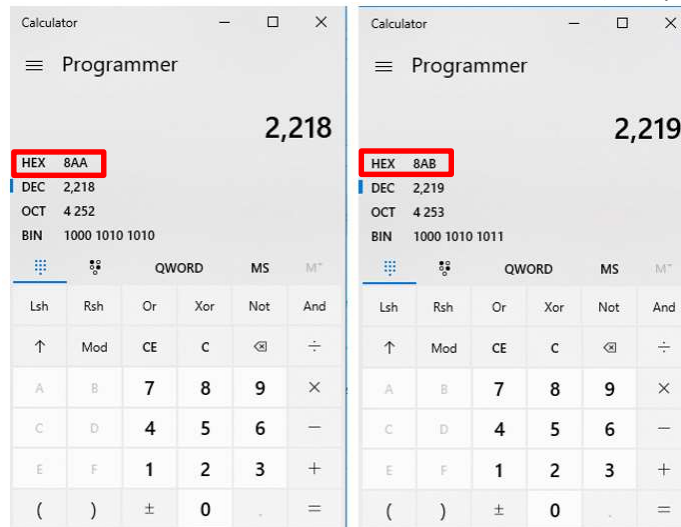 Calculator
Programmer
2,218
HEX 8AA
DEC 2,218
OCT 4 252
BIN 1000 1010 1010
QWORD MS M
Lsh Rsh Or Xor Not And
↑ Mod CE C ⌫ ÷
A B 7 8 9 ×
C D 4 5 6 −
E F 1 2 3 +
( ) ± 0 . =
Calculator
Programmer
2,219
HEX 8AB
DEC 2,219
OCT 4 253
BIN 1000 1010 1011
QWORD MS M
Lsh Rsh Or Xor Not And
↑ Mod CE C ⌫ ÷
A B 7 8 9 ×
C D 4 5 6 −
E F 1 2 3 +
( ) ± 0 . =